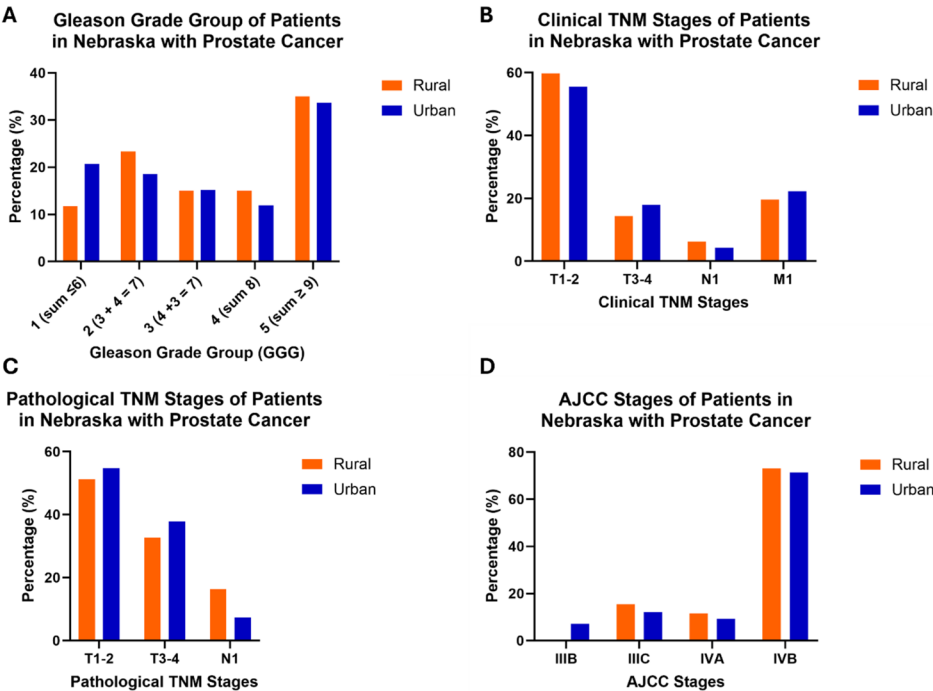 A
Gleason Grade Group of Patients
in Nebraska with Prostate Cancer
Percentage (%)
40
30
20
10
0
1 (sum ≤6)
2 (3 + 4 = 7)
3 (4 +3 = 7)
4 (sum 8)
5 (sum ≥ 9)
Gleason Grade Group (GGG)
Rural
Urban
B
Clinical TNM Stages of Patients
in Nebraska with Prostate Cancer
Percentage (%)
60
40
20
0
T1-2
T3-4
N1
M1
Clinical TNM Stages
Rural
Urban
C
Pathological TNM Stages of Patients
in Nebraska with Prostate Cancer
Percentage (%)
60
40
20
0
T1-2
T3-4
N1
Pathological TNM Stages
Rural
Urban
D
AJCC Stages of Patients in
Nebraska with Prostate Cancer
Percentage (%)
80
60
40
20
0
IIIB
IIIC
IVA
IVB
AJCC Stages
Rural
Urban